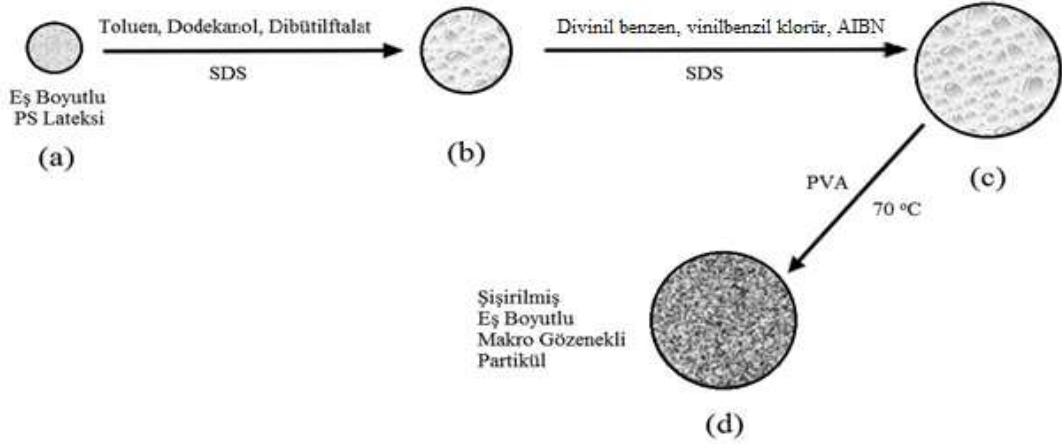 Toluen, Dodekanol, Dibütilftalat
SDS
Divinil benzen, vinilbenzil klorür, AIBN
SDS
Eş Boyutlu
PS Lateksi
(a)
(b)
(c)
PVA
70 ºC
Şişirilmiş
Eş Boyutlu
Makro Gözenekli
Partikül
(d)